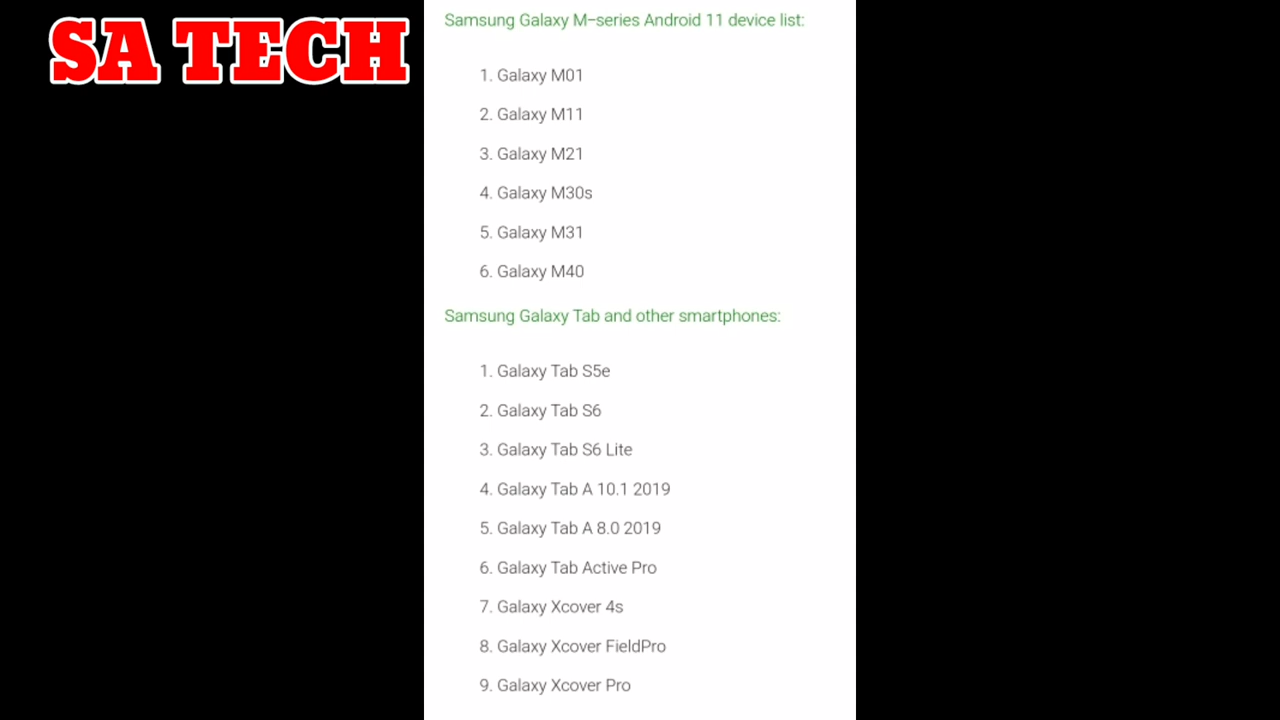 SA TECH
Samsung Galaxy M-series Android 11 device list:
1. Galaxy M01
2. Galaxy M11
3. Galaxy M21
4. Galaxy M30s
5. Galaxy M31
6. Galaxy M40
Samsung Galaxy Tab and other smartphones:
1. Galaxy Tab S5e
2. Galaxy Tab S6
3. Galaxy Tab S6 Lite
4. Galaxy Tab A 10.1 2019
5. Galaxy Tab A 8.0 2019
6. Galaxy Tab Active Pro
7. Galaxy Xcover 4s
8. Galaxy Xcover FieldPro
9. Galaxy Xcover Pro